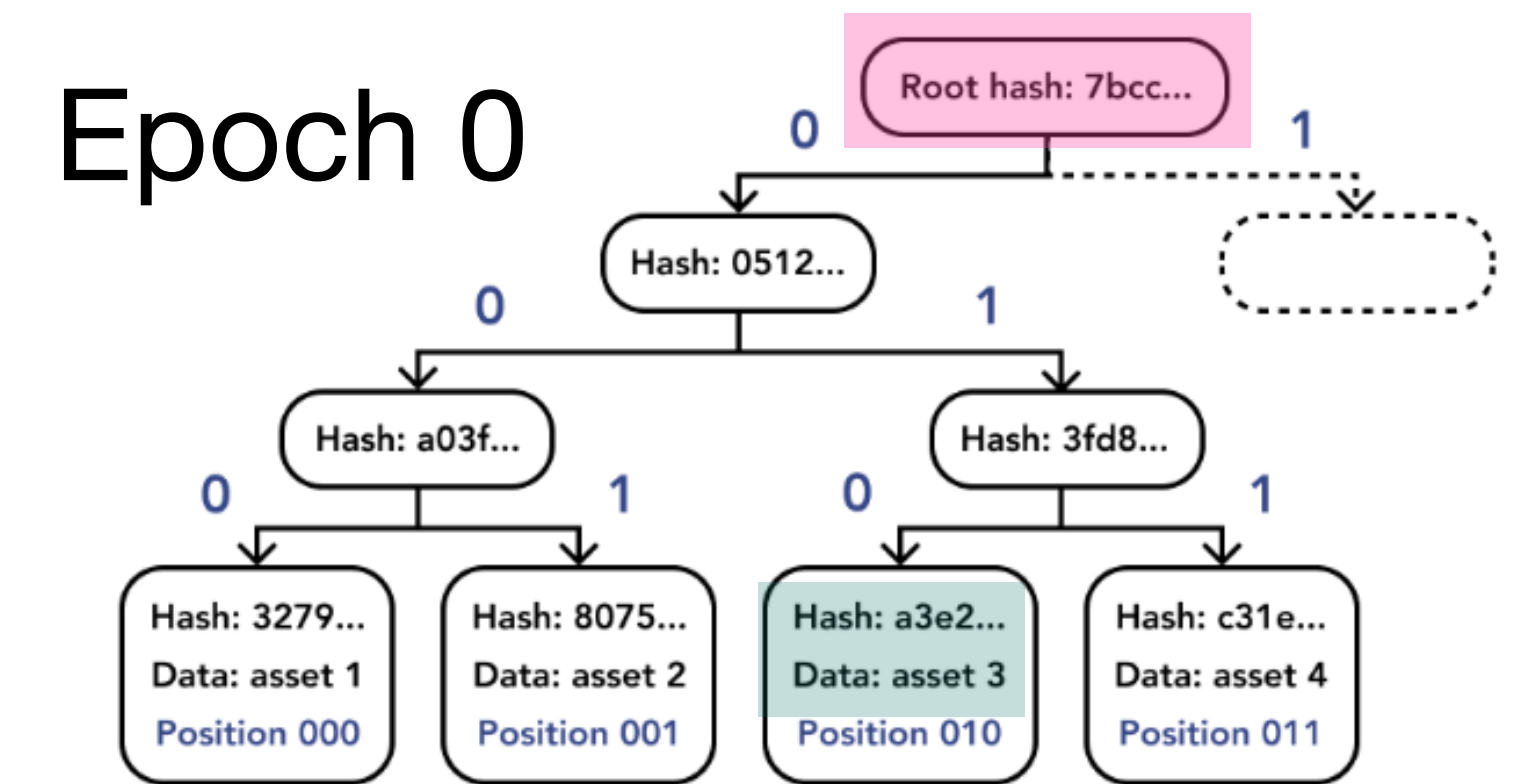 Epoch 0
Root hash: 7bcc...
0
1
Hash: 0512...
0
1
Hash: a03f...
Hash: 3fd8...
0
1
0
1
Hash: 3279...
Data: asset 1
Position 000
Hash: 8075...
Data: asset 2
Position 001
Hash: a3e2...
Data: asset 3
Position 010
Hash: c31e...
Data: asset 4
Position 011